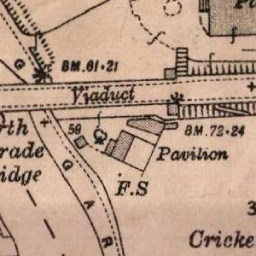 B.M. 61·21
Viaduct
rth
59
B.M. 72·24
rade
Pavilion
idge
G
A
R
F.S
3
Cricke